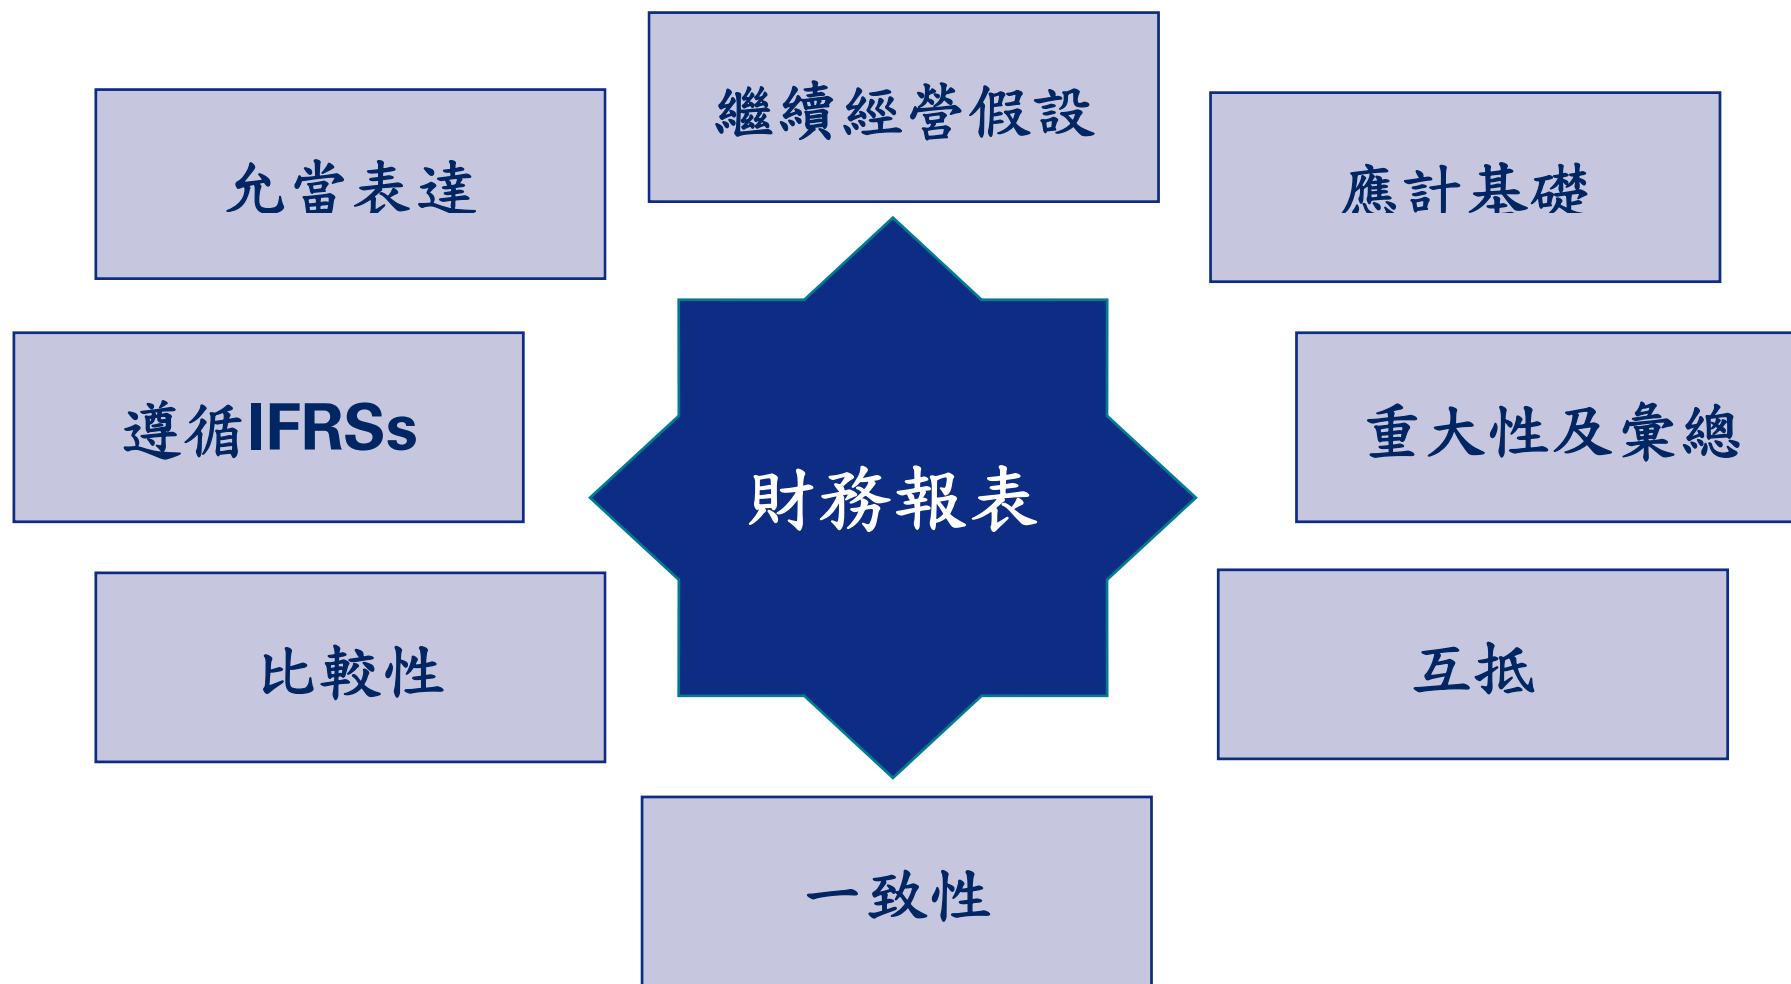 繼續經營假設
允當表達
應計基礎
遵循IFRSs
重大性及彙總
財務報表
比較性
互抵
一致性